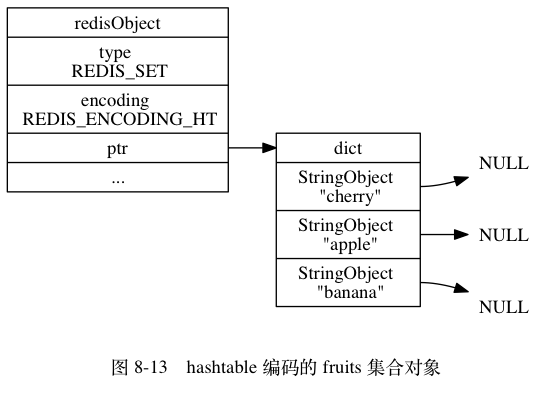 redisObject
type
REDIS_SET
encoding
REDIS_ENCODING_HT
ptr
...
dict
StringObject
"cherry"
StringObject
"apple"
StringObject
"banana"
NULL
NULL
NULL
图 8-13 hashtable 编码的 fruits 集合对象